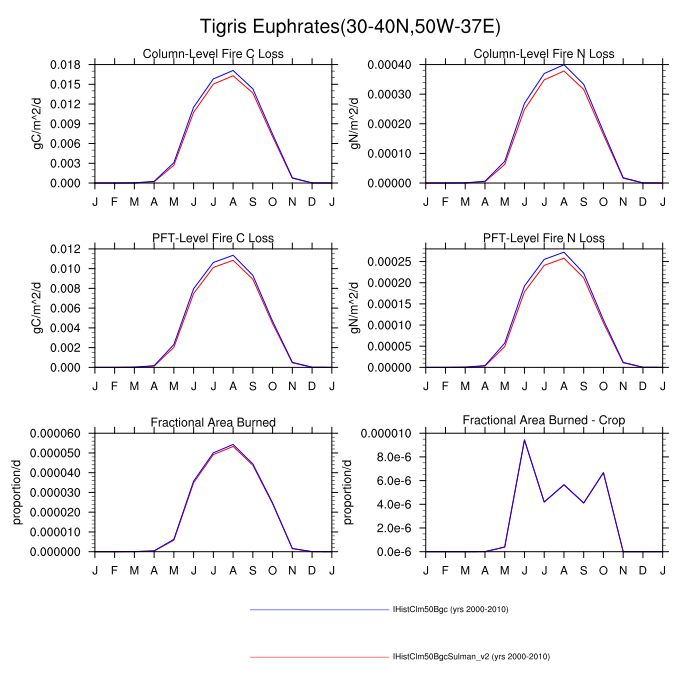 Tigris Euphrates(30-40N,50W-37E)
Column-Level Fire C Loss
gC/m^2/d
0.018
0.015
0.012
0.009
0.006
0.003
0.000
J F M A M J J A S O N D J
Column-Level Fire N Loss
gN/m^2/d
0.00040
0.00030
0.00020
0.00010
0.00000
J F M A M J J A S O N D J
PFT-Level Fire C Loss
gC/m^2/d
0.012
0.010
0.008
0.006
0.004
0.002
0.000
J F M A M J J A S O N D J
PFT-Level Fire N Loss
gN/m^2/d
0.00025
0.00020
0.00015
0.00010
0.00005
0.00000
J F M A M J J A S O N D J
Fractional Area Burned
proportion/d
0.000060
0.000050
0.000040
0.000030
0.000020
0.000010
0.000000
J F M A M J J A S O N D J
Fractional Area Burned - Crop
proportion/d
0.000010
8.0e-6
6.0e-6
4.0e-6
2.0e-6
0.0e-6
J F M A M J J A S O N D J
IHistClm50Bgc (yrs 2000-2010)
IHistClm50BgcSulman_v2 (yrs 2000-2010)